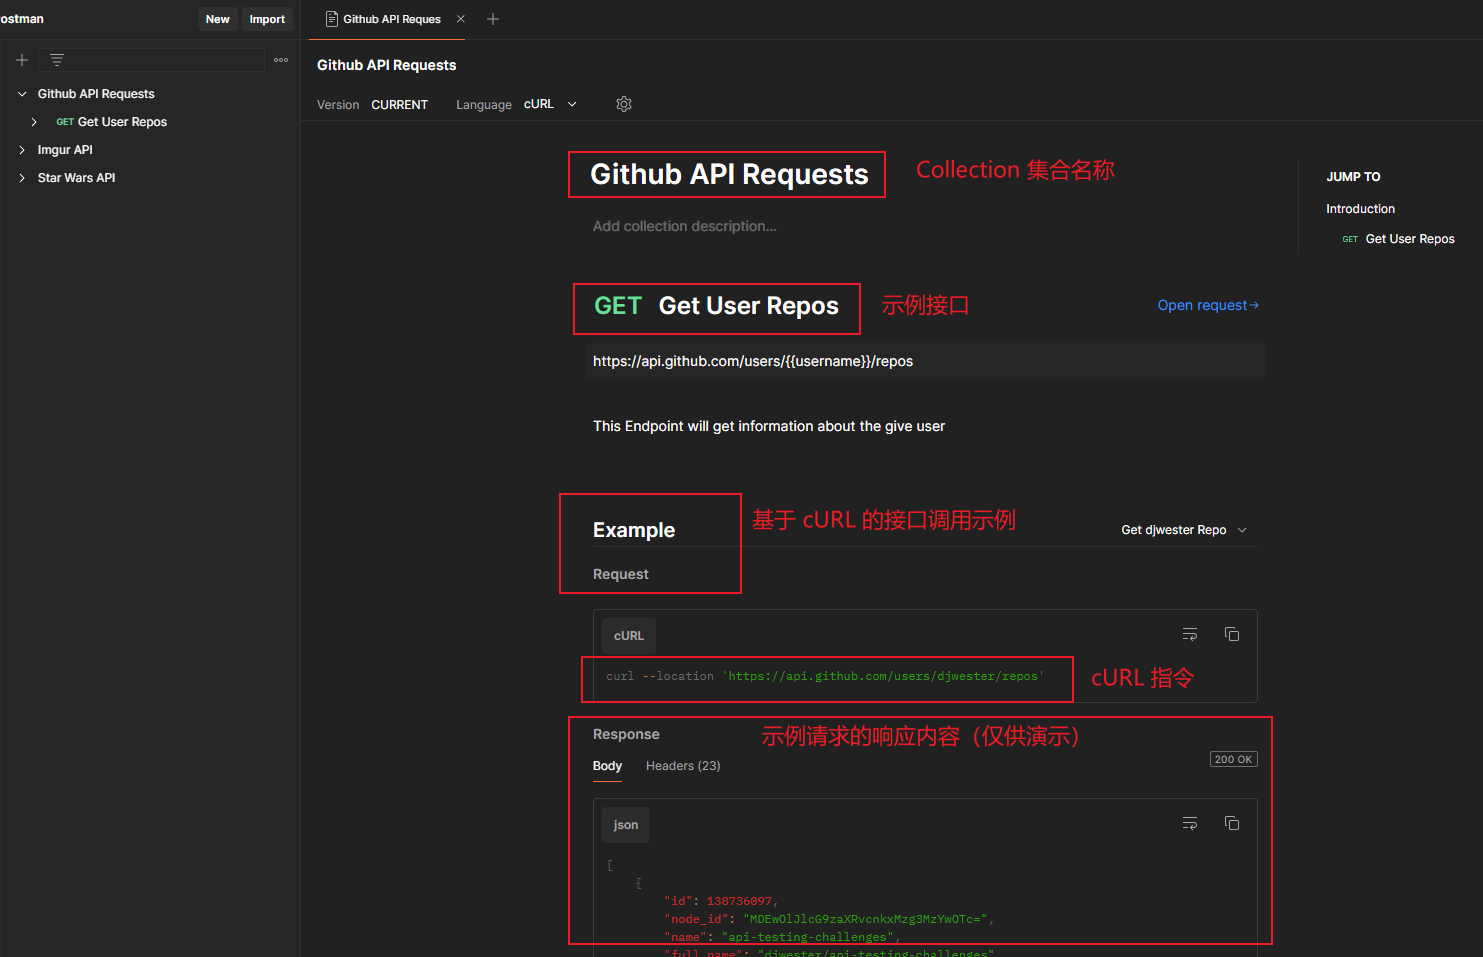 ostman
New
Import
Github API Requests
GET Get User Repos
Imgur API
Star Wars API
Github API Reques
Github API Requests
Version CURRENT Language cURL
Github API Requests
Collection 集合名称
Add collection description...
GET Get User Repos
示例接口
Open request→
https://api.github.com/users/{{username}}/repos
This Endpoint will get information about the give user
Example
基于 cURL 的接口调用示例
Get djwester Repo
Request
cURL
curl --location 'https://api.github.com/users/djwester/repos'
cURL 指令
Response
示例请求的响应内容（仅供演示）
Body Headers (23)
200 OK
json
[
{
"id": 138736097,
"node_id": "MDEwOlJlcG9zaXRvcnkxMzg3MzYwOTc=",
"name": "api-testing-challenges",
"full_name": "djwester/api-testing-challenges"
JUMP TO
Introduction
GET Get User Repos